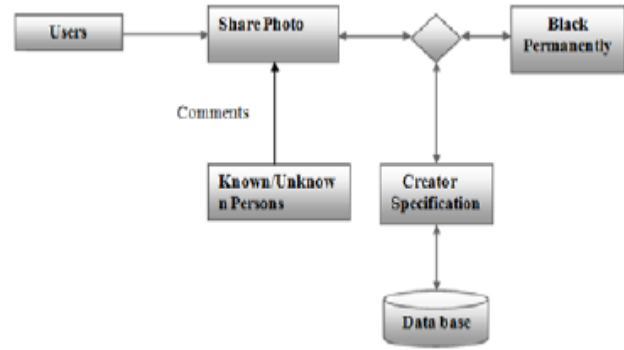 Users
Share Photo
Black
Permanently
Comments
Known/Unknow
n Persons
Creator
Specification
Data base